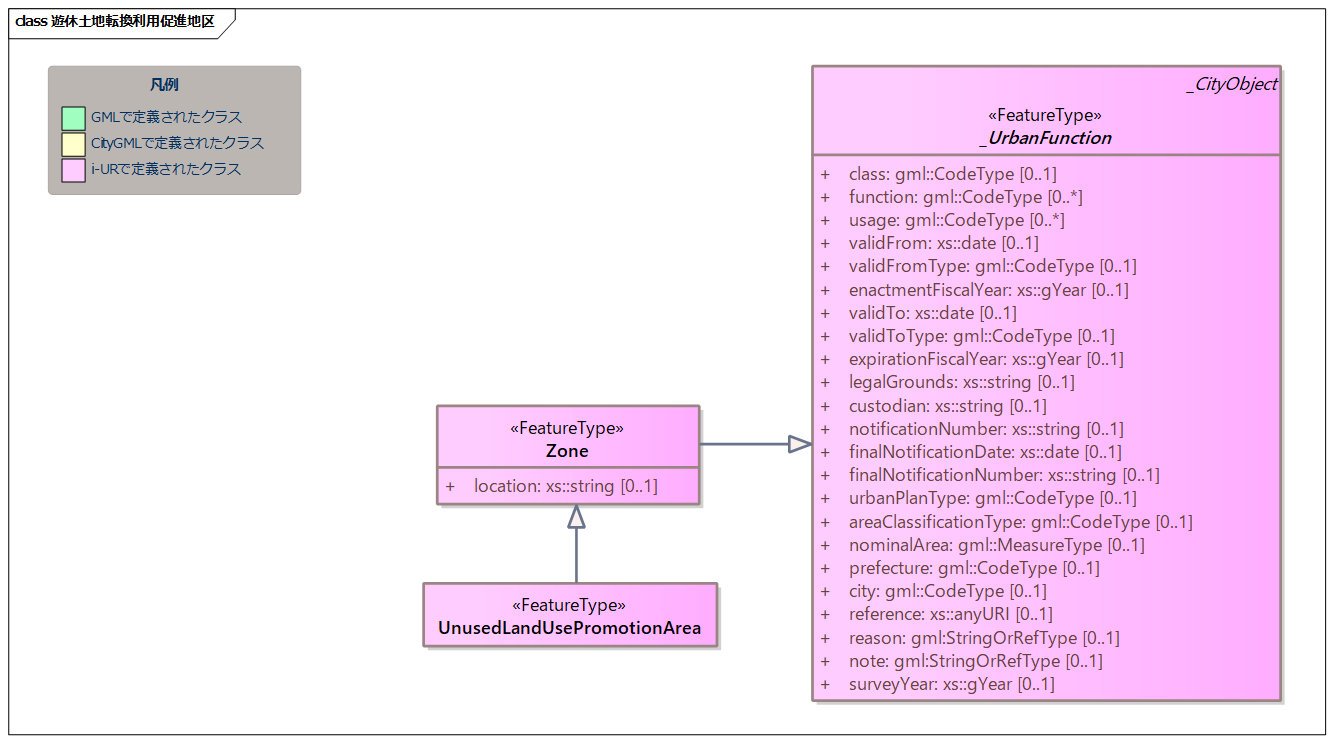 class 遊休土地転換利用促進地区
凡例
GMLで定義されたクラス
CityGMLで定義されたクラス
i-URで定義されたクラス
_CityObject
«FeatureType»
_UrbanFunction
+ class: gml::CodeType [0..1]
+ function: gml::CodeType [0..*]
+ usage: gml::CodeType [0..*]
+ validFrom: xs::date [0..1]
+ validFromType: gml::CodeType [0..1]
+ enactmentFiscalYear: xs::gYear [0..1]
+ validTo: xs::date [0..1]
+ validToType: gml::CodeType [0..1]
+ expirationFiscalYear: xs::gYear [0..1]
+ legalGrounds: xs::string [0..1]
+ custodian: xs::string [0..1]
+ notificationNumber: xs::string [0..1]
+ finalNotificationDate: xs::date [0..1]
+ finalNotificationNumber: xs::string [0..1]
+ urbanPlanType: gml::CodeType [0..1]
+ areaClassificationType: gml::CodeType [0..1]
+ nominalArea: gml::MeasureType [0..1]
+ prefecture: gml::CodeType [0..1]
+ city: gml::CodeType [0..1]
+ reference: xs::anyURI [0..1]
+ reason: gml:StringOrRefType [0..1]
+ note: gml:StringOrRefType [0..1]
+ surveyYear: xs::gYear [0..1]
«FeatureType»
Zone
+ location: xs::string [0..1]
«FeatureType»
UnusedLandUsePromotionArea